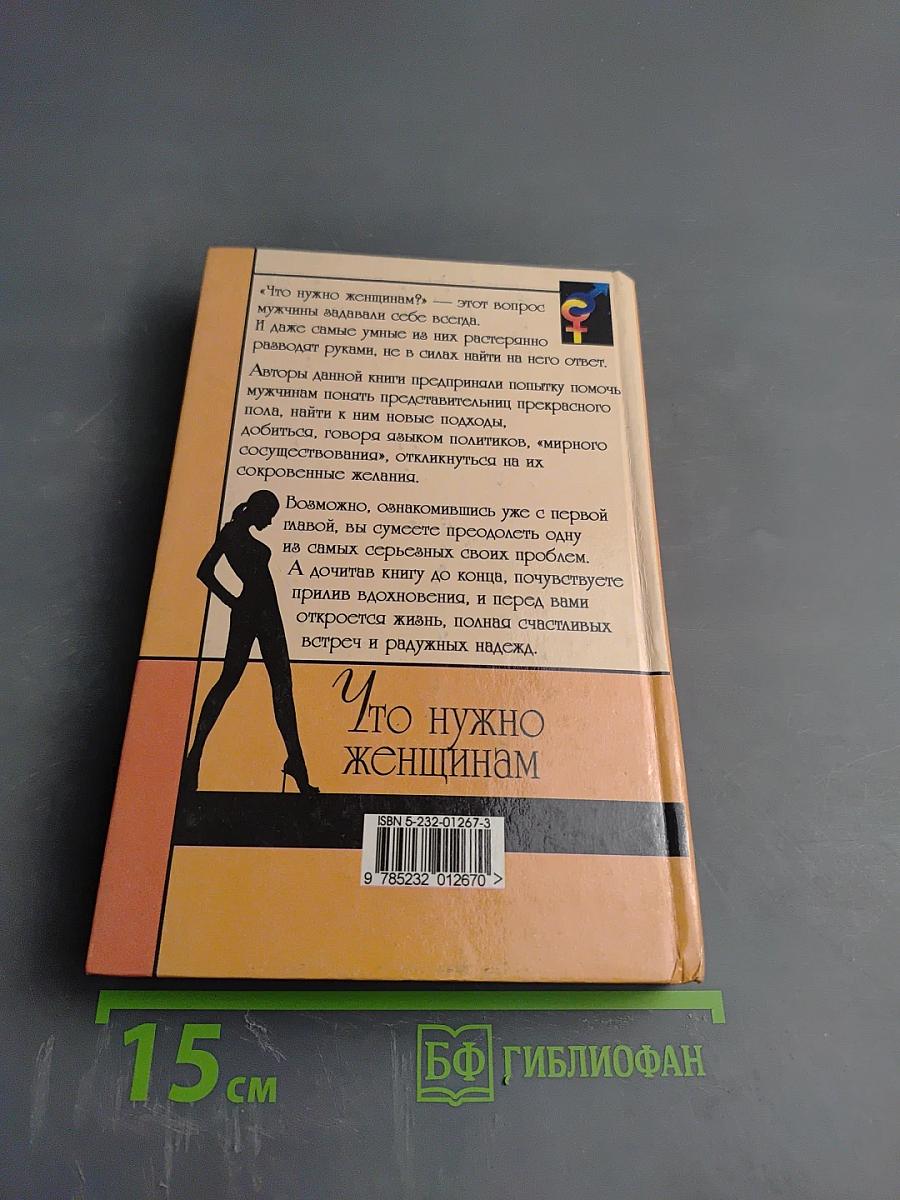 «Что нужно женщинам?» — этот вопрос
мужчины задавали себе всегда.
И даже самые умные из них растерянно
разводят руками, не в силах найти на него ответ.
Авторы данной книги предприняли попытку помочь
мужчинам понять представительниц прекрасного
пола, найти к ним новые подходы,
добиться, говоря языком политиков, «мирного
сосуществования», откликнуться на их
сокровенные желания.
Возможно, ознакомившись уже с первой
главой, вы сумеете преодолеть одну
из самых серьезных своих проблем.
А дочитав книгу до конца, почувствуете
прилив вдохновения, и перед вами
откроется жизнь, полная счастливых
встреч и радужных надежд.
Что нужно
женщинам
ISBN 5-232-01267-3
9 785232 012670 >
15 см
БФ ГИБЛИОФАН